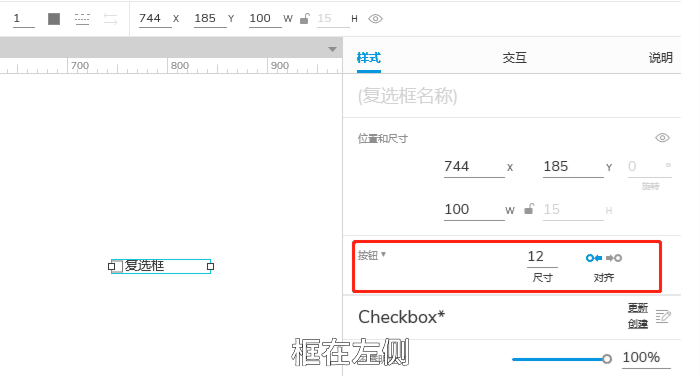 1 744 X 185 Y 100 W 15 H
700 800 900
样式 交互 说明
(复选框名称)
位置和尺寸
744 X 185 Y 0 °
旋转
100 W 15 H
复选框
按钮 12
尺寸 对齐
Checkbox* 更新
创建
100%
框在左侧